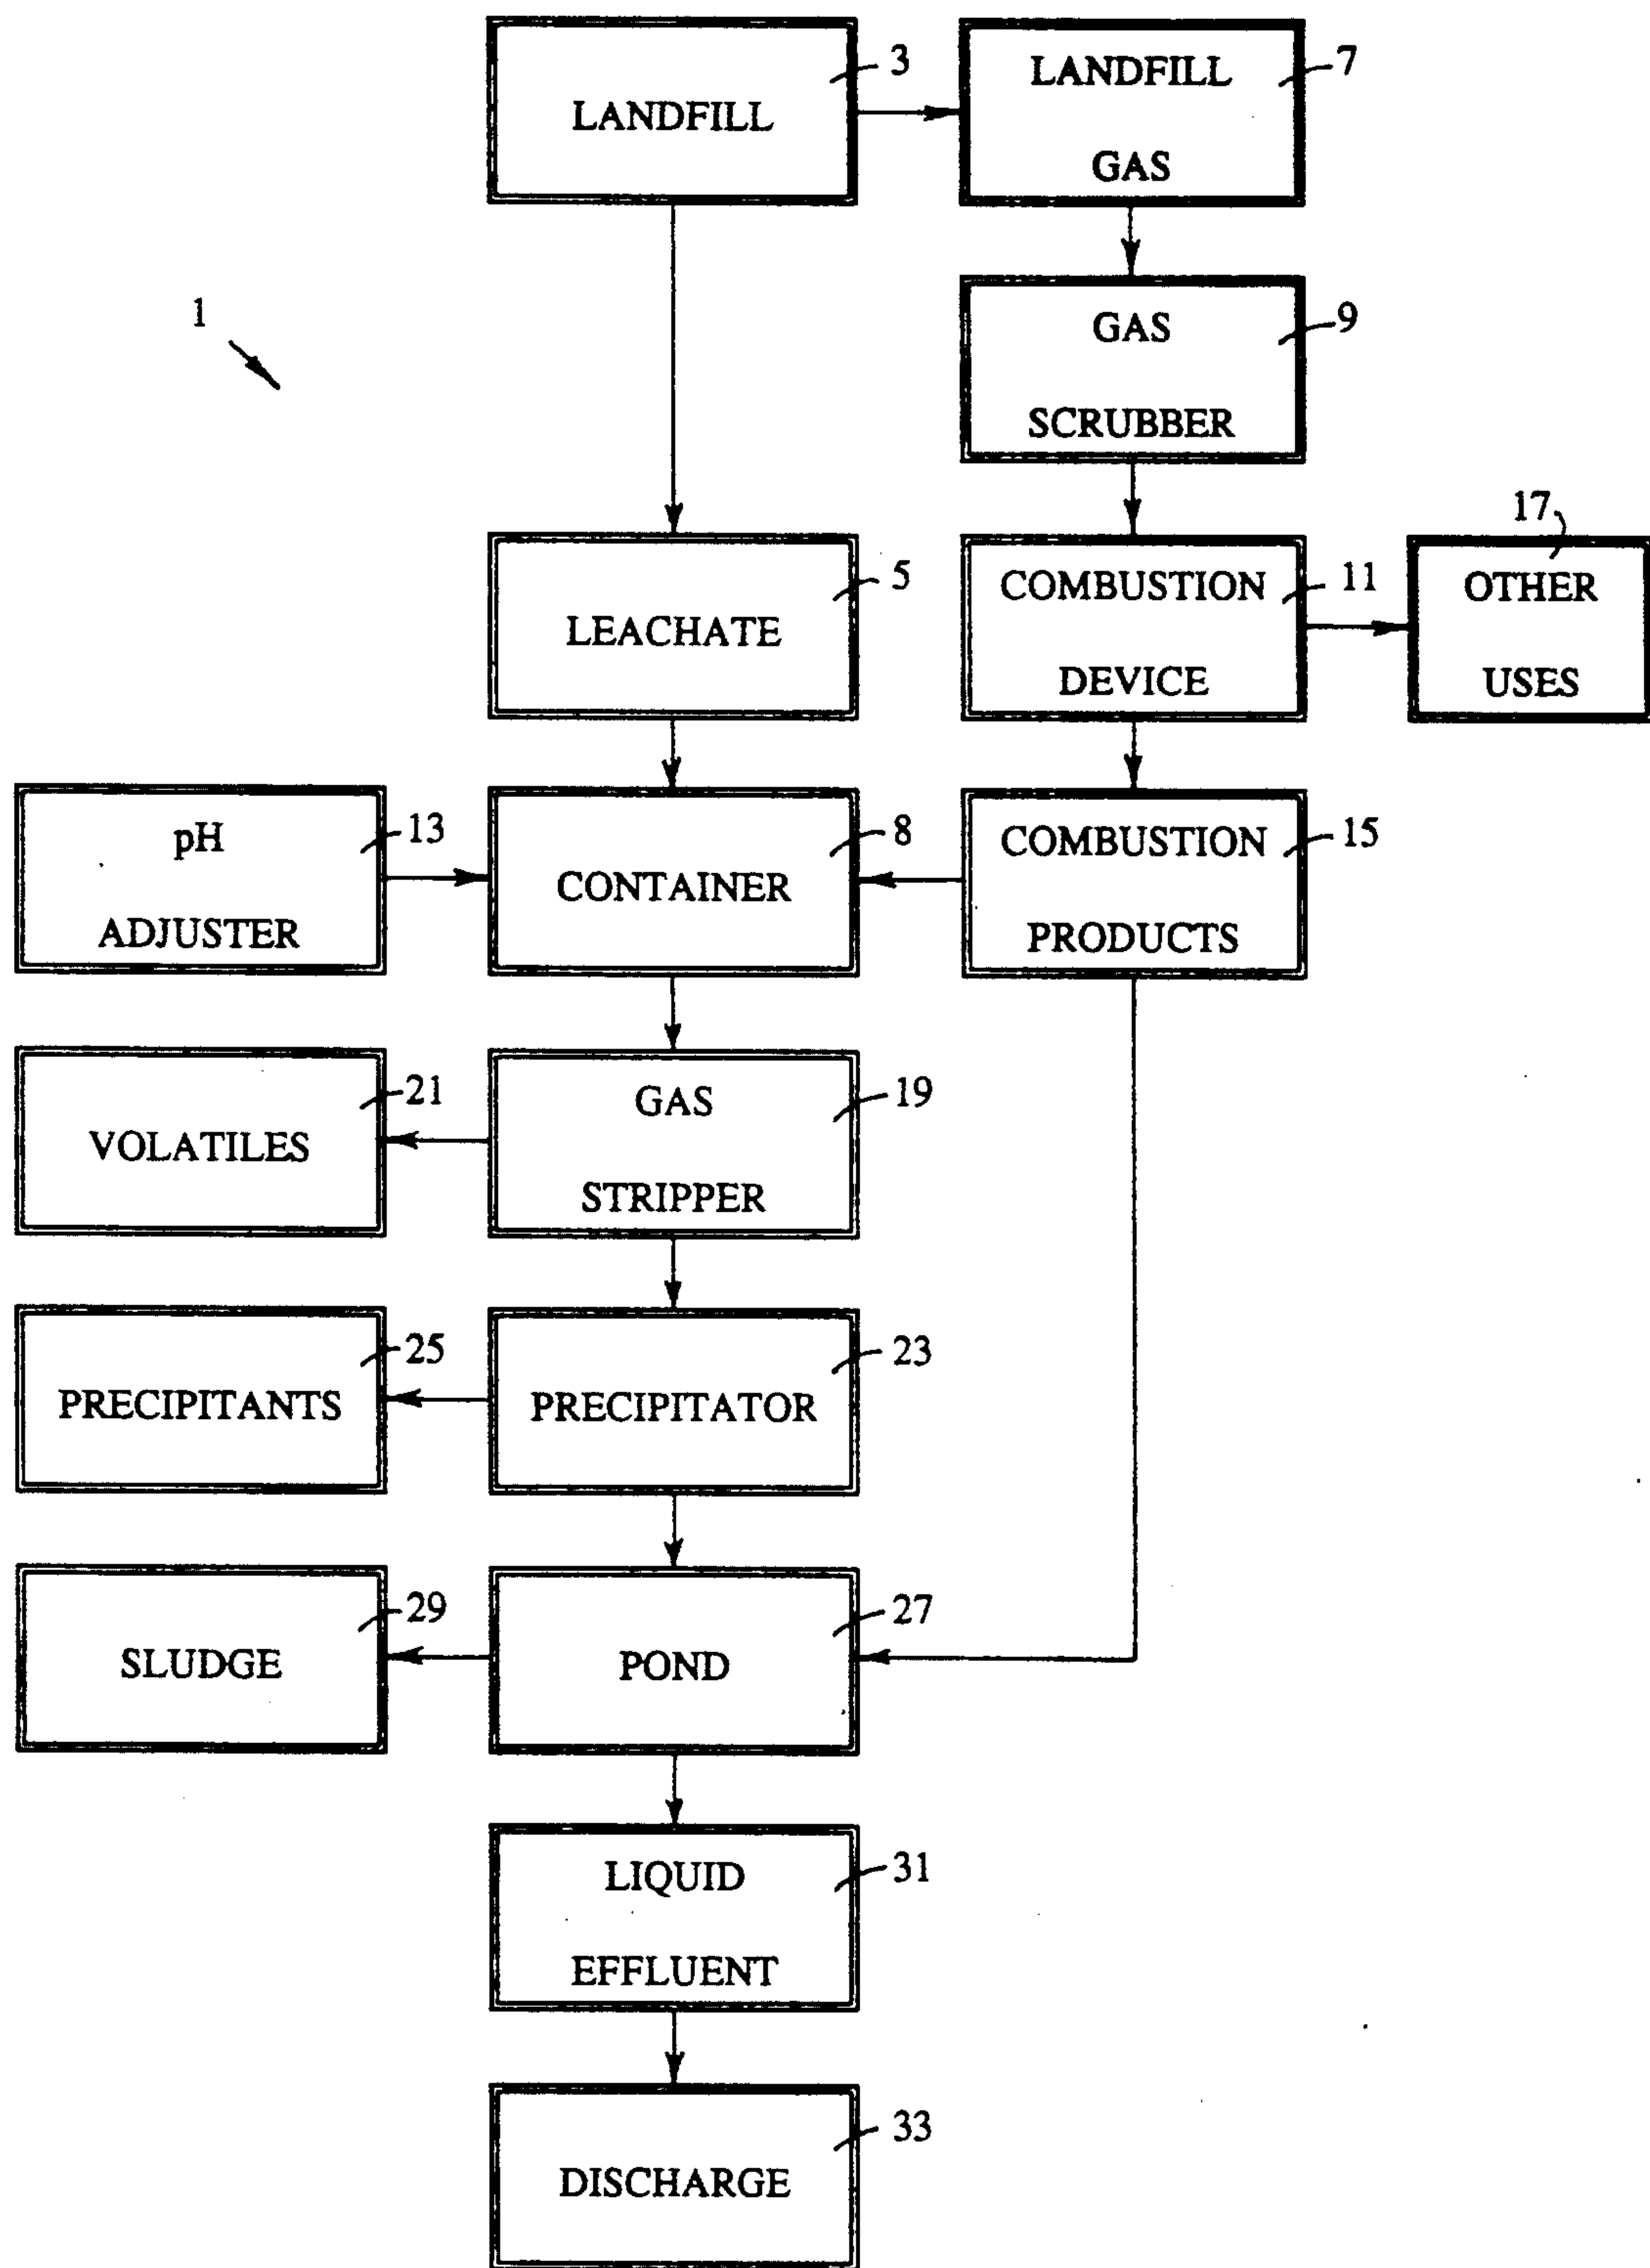 3
LANDFILL
7
LANDFILL
GAS
1
9
GAS
SCRUBBER
5
LEACHATE
11
COMBUSTION
DEVICE
17
OTHER
USES
13
pH
ADJUSTER
8
CONTAINER
15
COMBUSTION
PRODUCTS
21
VOLATILES
19
GAS
STRIPPER
25
PRECIPITANTS
23
PRECIPITATOR
29
SLUDGE
27
POND
31
LIQUID
EFFLUENT
33
DISCHARGE